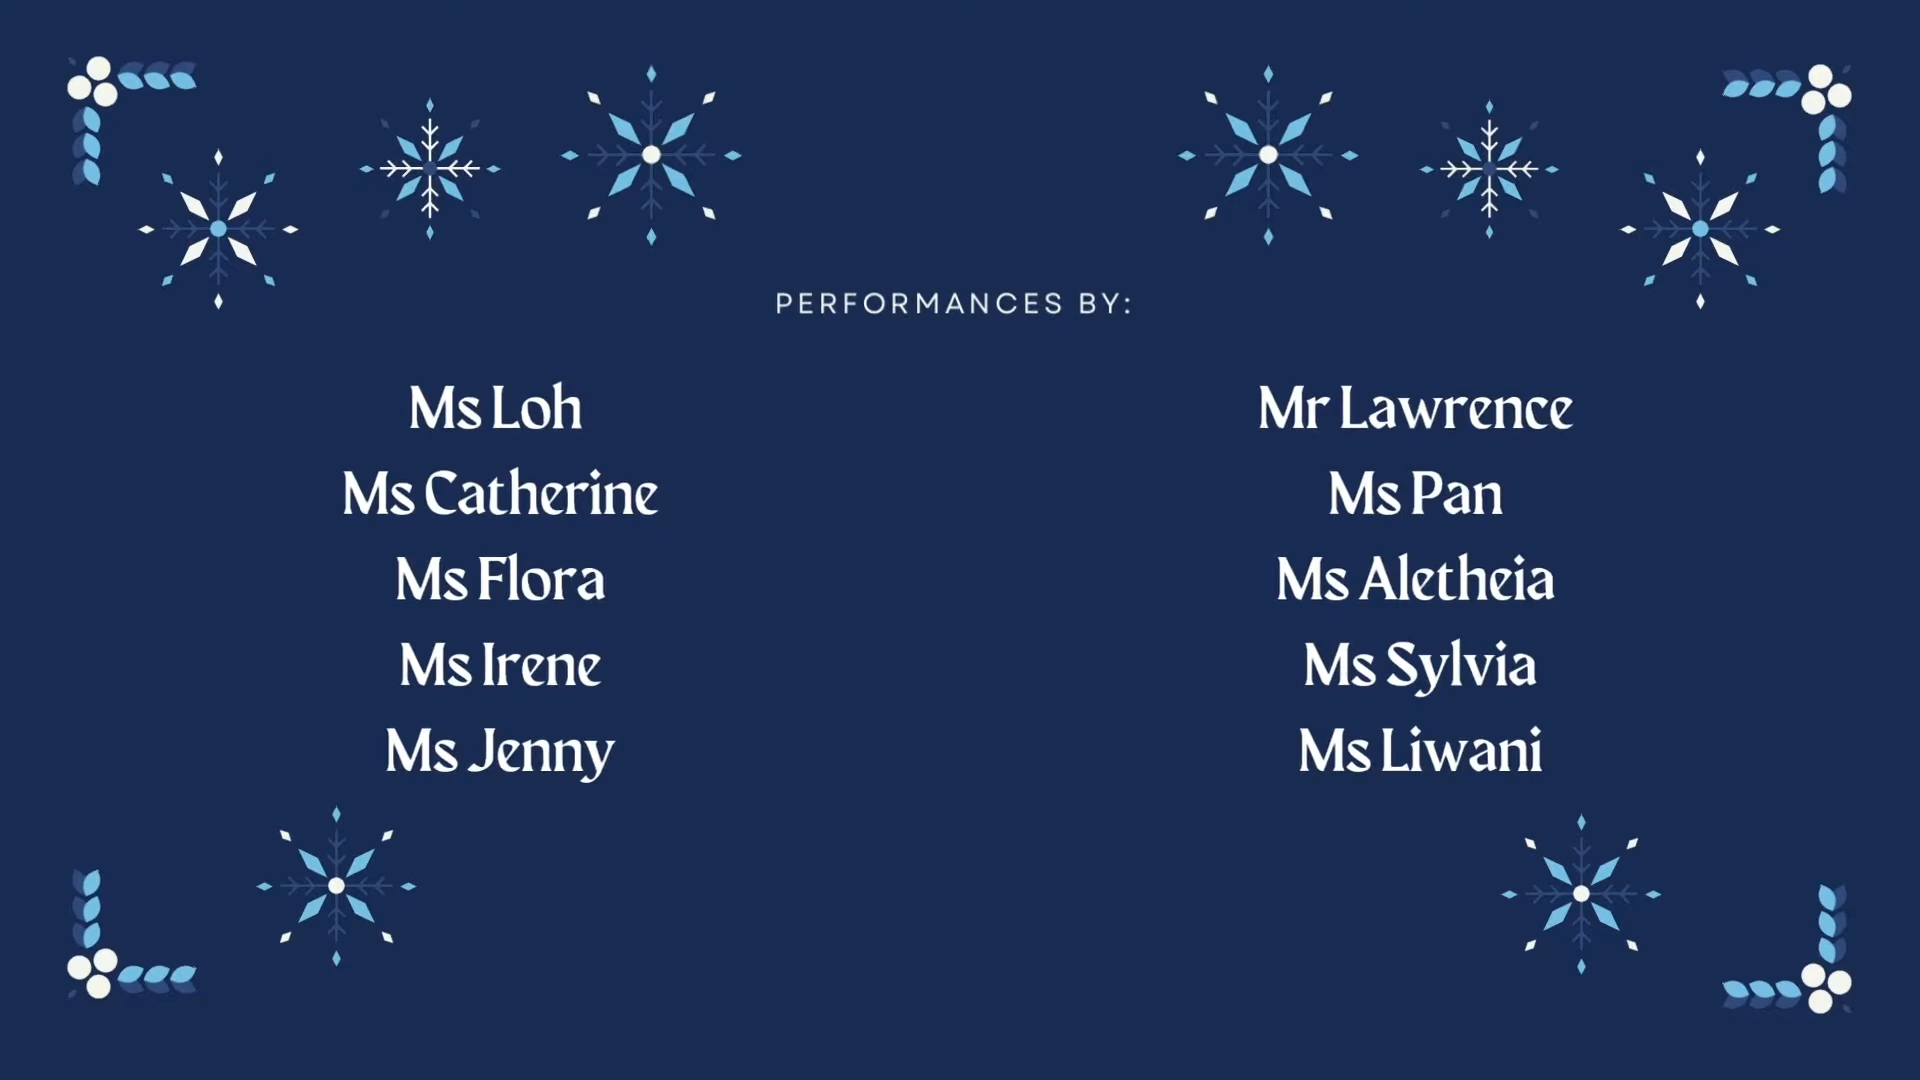 PERFORMANCES BY:
Ms Loh
Ms Catherine
Ms Flora
Ms Irene
Ms Jenny
Mr Lawrence
Ms Pan
Ms Aletheia
Ms Sylvia
Ms Liwani